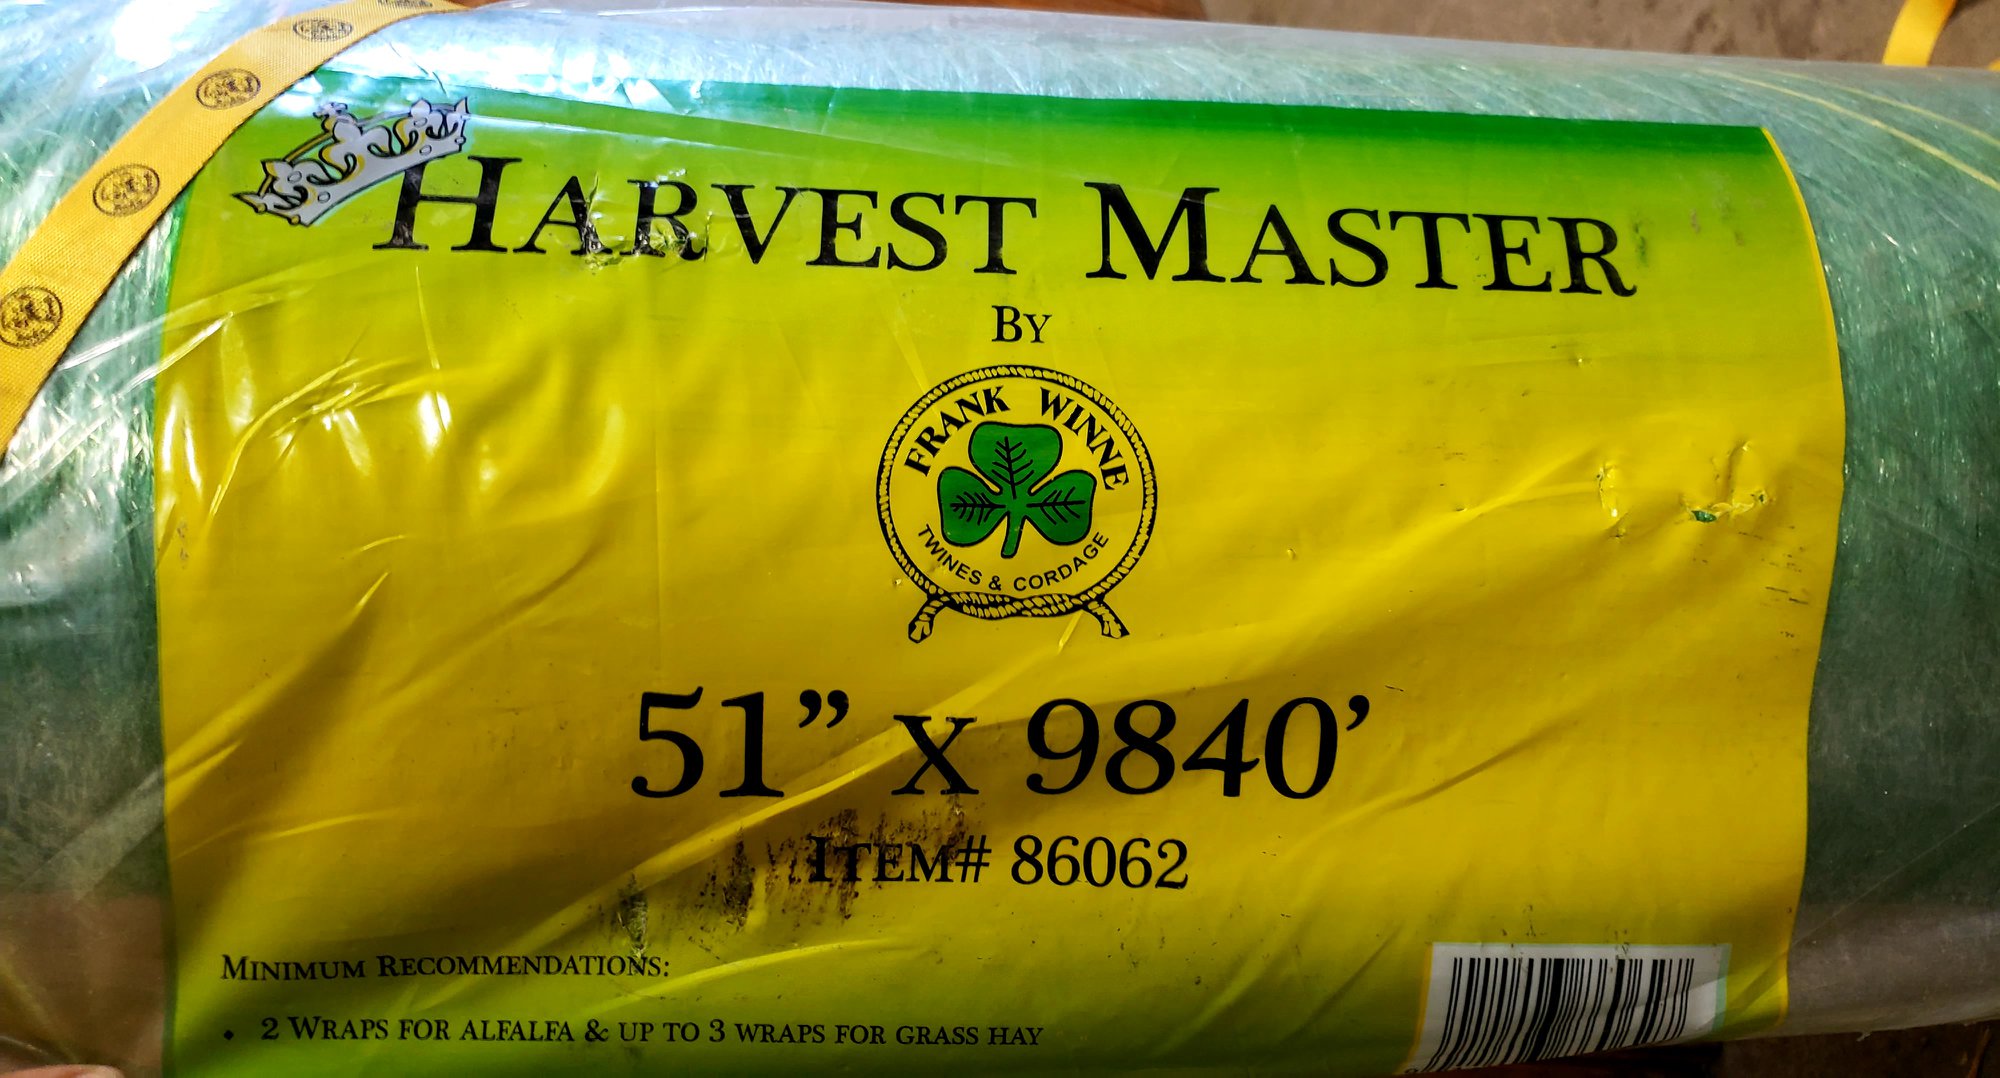 HARVEST MASTER
BY
FRANK WINNE
TWINES & CORDAGE
51” X 9840’
ITEM# 86062
MINIMUM RECOMMENDATIONS:
• 2 WRAPS FOR ALFALFA & UP TO 3 WRAPS FOR GRASS HAY